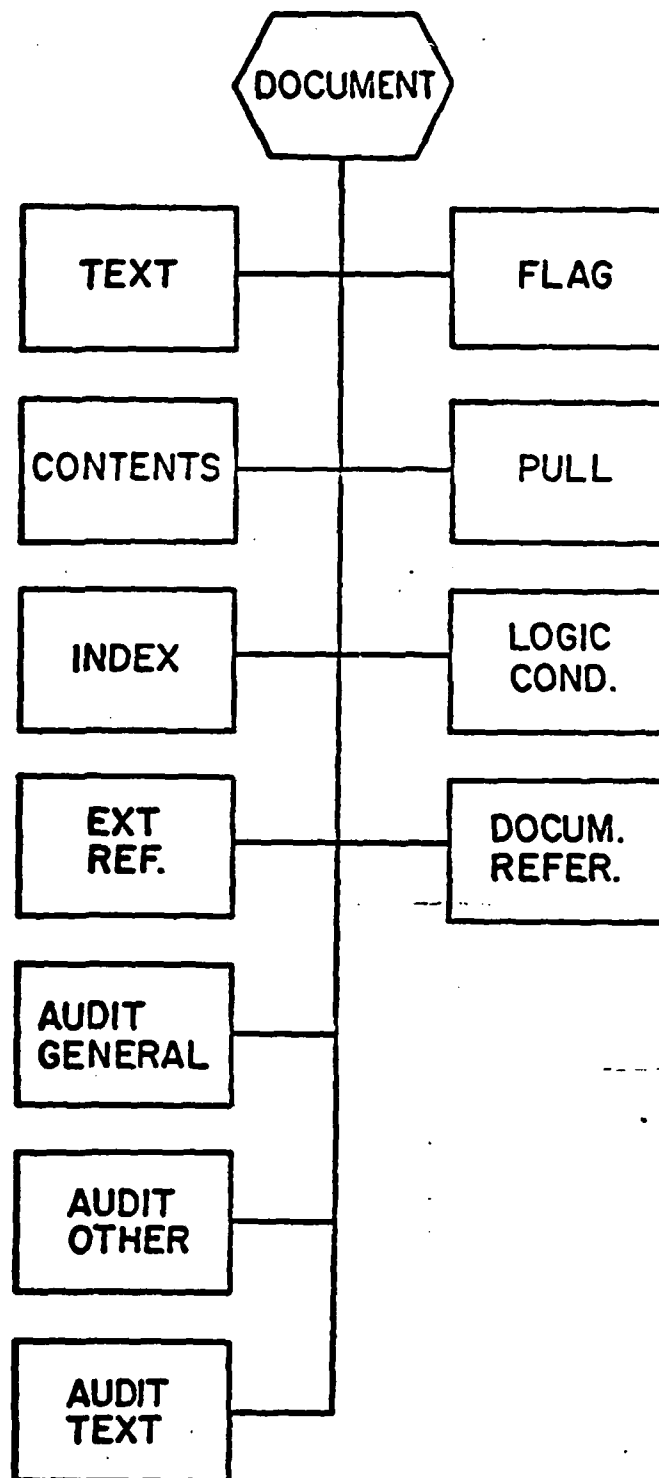 DOCUMENT
TEXT
FLAG
CONTENTS
PULL
INDEX
LOGIC
COND.
EXT
REF.
DOCUM.
REFER.
AUDIT
GENERAL
AUDIT
OTHER
AUDIT
TEXT